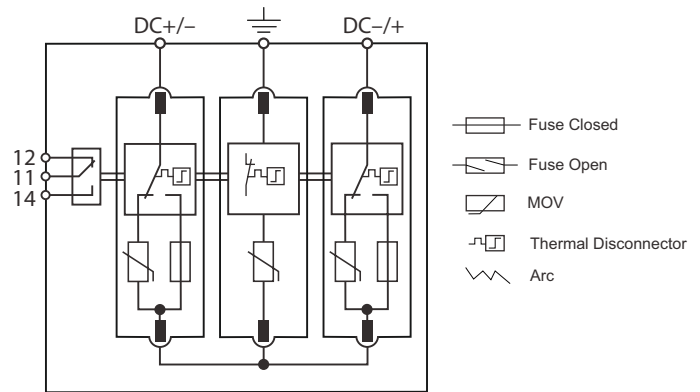 DC+/– DC–/+
12
11
14
Fuse Closed
Fuse Open
MOV
Thermal Disconnector
Arc